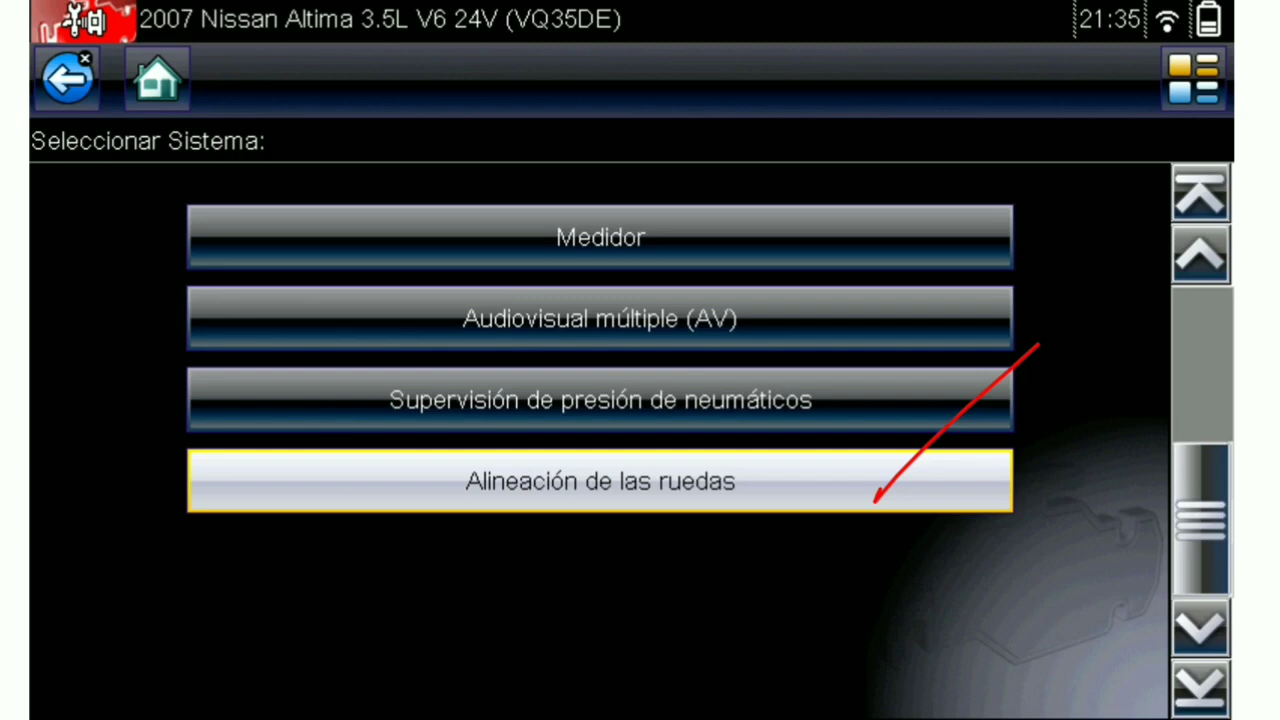 2007 Nissan Altima 3.5L V6 24V (VQ35DE)
21:35
Seleccionar Sistema:
Medidor
Audiovisual múltiple (AV)
Supervisión de presión de neumáticos
Alineación de las ruedas